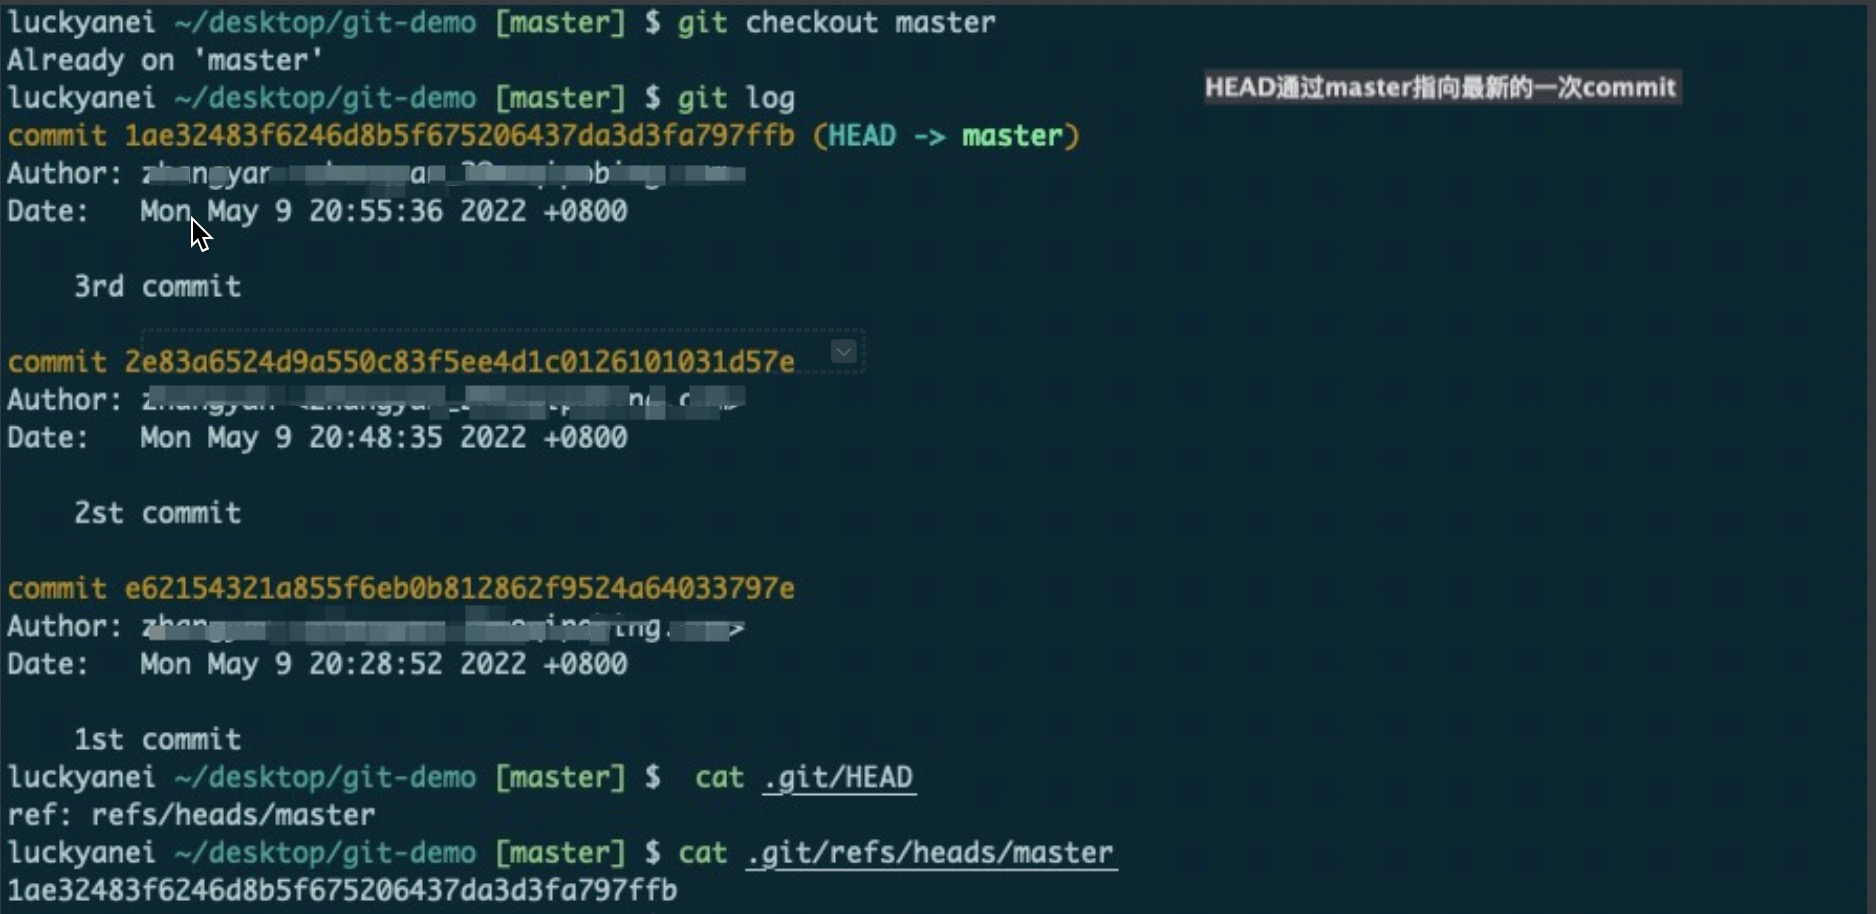 luckyanei ~/desktop/git-demo [master] $ git checkout master
Already on 'master'
luckyanei ~/desktop/git-demo [master] $ git log
HEAD通过master指向最新的一次commit
commit 1ae32483f6246d8b5f675206437da3d3fa797ffb (HEAD -> master)
Author:
Date: Mon May 9 20:55:36 2022 +0800
3rd commit
commit 2e83a6524d9a550c83f5ee4d1c0126101031d57e
Author:
Date: Mon May 9 20:48:35 2022 +0800
2st commit
commit e62154321a855f6eb0b812862f9524a64033797e
Author:
Date: Mon May 9 20:28:52 2022 +0800
1st commit
luckyanei ~/desktop/git-demo [master] $ cat .git/HEAD
ref: refs/heads/master
luckyanei ~/desktop/git-demo [master] $ cat .git/refs/heads/master
1ae32483f6246d8b5f675206437da3d3fa797ffb